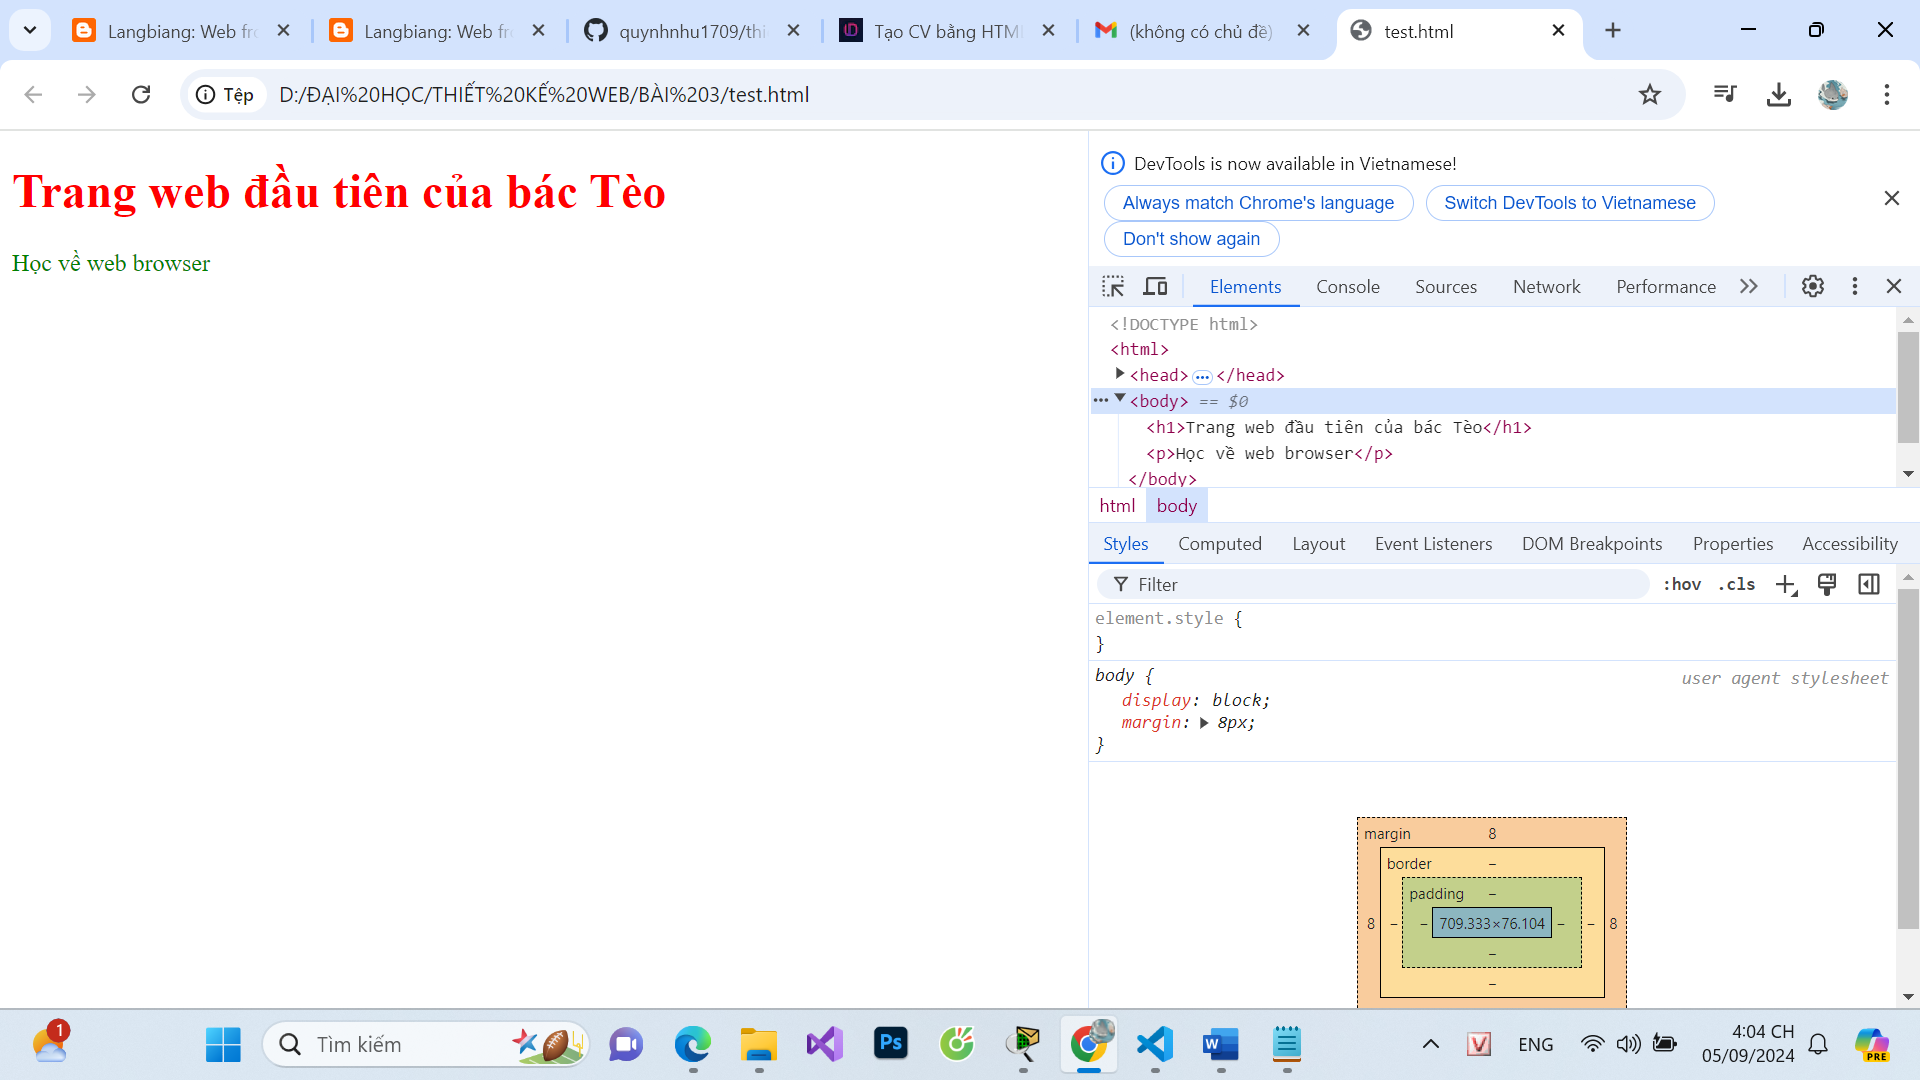 Langbiang: Web fr
Langbiang: Web fr
quynhnhu1709/thi
Tạo CV bằng HTM
(không có chủ đề)
test.html
Tệp
D:/ĐẠI%20HỌC/THIẾT%20KẾ%20WEB/BÀI%203/test.html
Trang web đầu tiên của bác Tèo
Học về web browser
DevTools is now available in Vietnamese!
Always match Chrome's language
Switch DevTools to Vietnamese
Don't show again
Elements
Console
Sources
Network
Performance
<!DOCTYPE html>
<html>
<head>…</head>
<body> == $0
<h1>Trang web đầu tiên của bác Tèo</h1>
<p>Học về web browser</p>
</body>
html
body
Styles
Computed
Layout
Event Listeners
DOM Breakpoints
Properties
Accessibility
Filter
:hov
.cls
element.style {
}
body {
user agent stylesheet
display: block;
margin: 8px;
}
margin
8
border
–
padding
–
8
–
–
709.333×76.104
–
–
8
–
–
1
Tìm kiếm
Ps
W
V
ENG
4:04 CH
05/09/2024
PRE